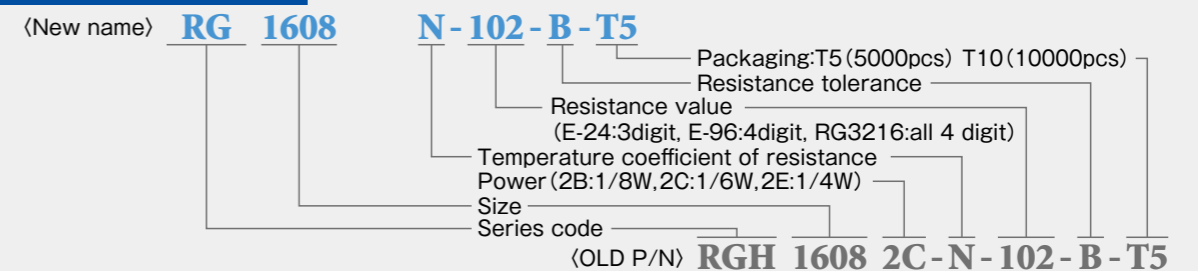 〈New name〉 RG 1608 N-102-B-T5
Packaging:T5(5000pcs) T10(10000pcs)
Resistance tolerance
Resistance value
(E-24:3digit, E-96:4digit, RG3216:all 4 digit)
Temperature coefficient of resistance
Power(2B:1/8W,2C:1/6W,2E:1/4W)
Size
Series code
〈OLD P/N〉 RGH 1608 2C-N-102-B-T5